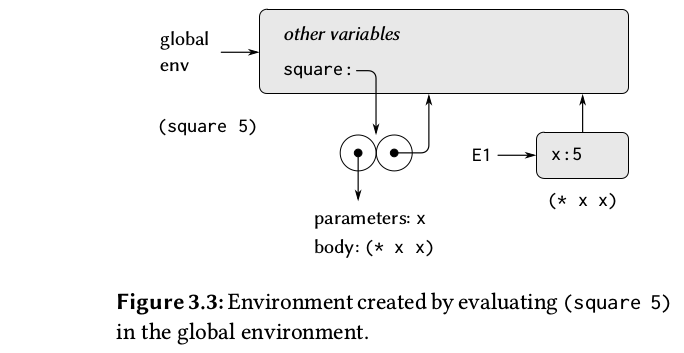 global
env
other variables
square:
(square 5)
E1
x:5
(* x x)
parameters: x
body: (* x x)
Figure 3.3: Environment created by evaluating (square 5)
in the global environment.